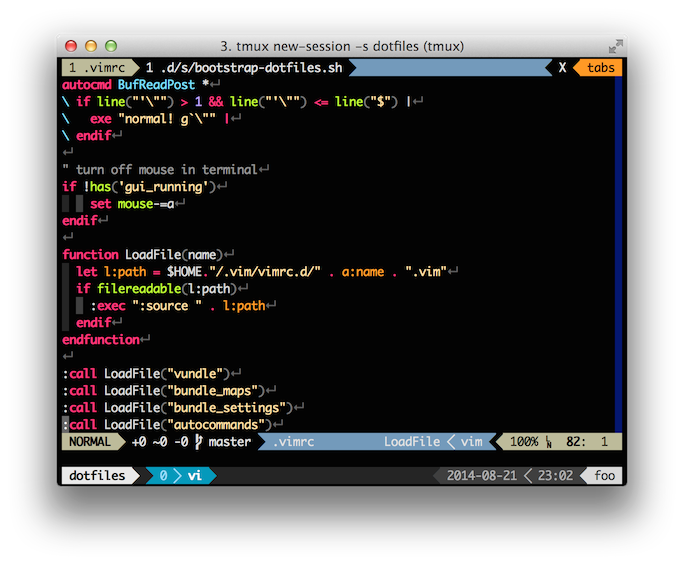 3. tmux new-session -s dotfiles (tmux)
1 .vimrc 1 .d/s/bootstrap-dotfiles.sh X tabs
autocmd BufReadPost *↵
\ if line("'\"") > 1 && line("'\"") <= line("$") |↵
\   exe "normal! g`\"" |↵
\ endif↵
↵
" turn off mouse in terminal↵
if !has('gui_running')↵
    set mouse-=a↵
endif↵
↵
function LoadFile(name)↵
  let l:path = $HOME."/.vim/vimrc.d/" . a:name . ".vim"↵
  if filereadable(l:path)↵
    :exec ":source " . l:path↵
  endif↵
endfunction↵
↵
:call LoadFile("vundle")↵
:call LoadFile("bundle_maps")↵
:call LoadFile("bundle_settings")↵
:call LoadFile("autocommands")↵
NORMAL +0 ~0 -0 master .vimrc LoadFile < vim 100% LN 82: 1
dotfiles 0 vi 2014-08-21 23:02 foo